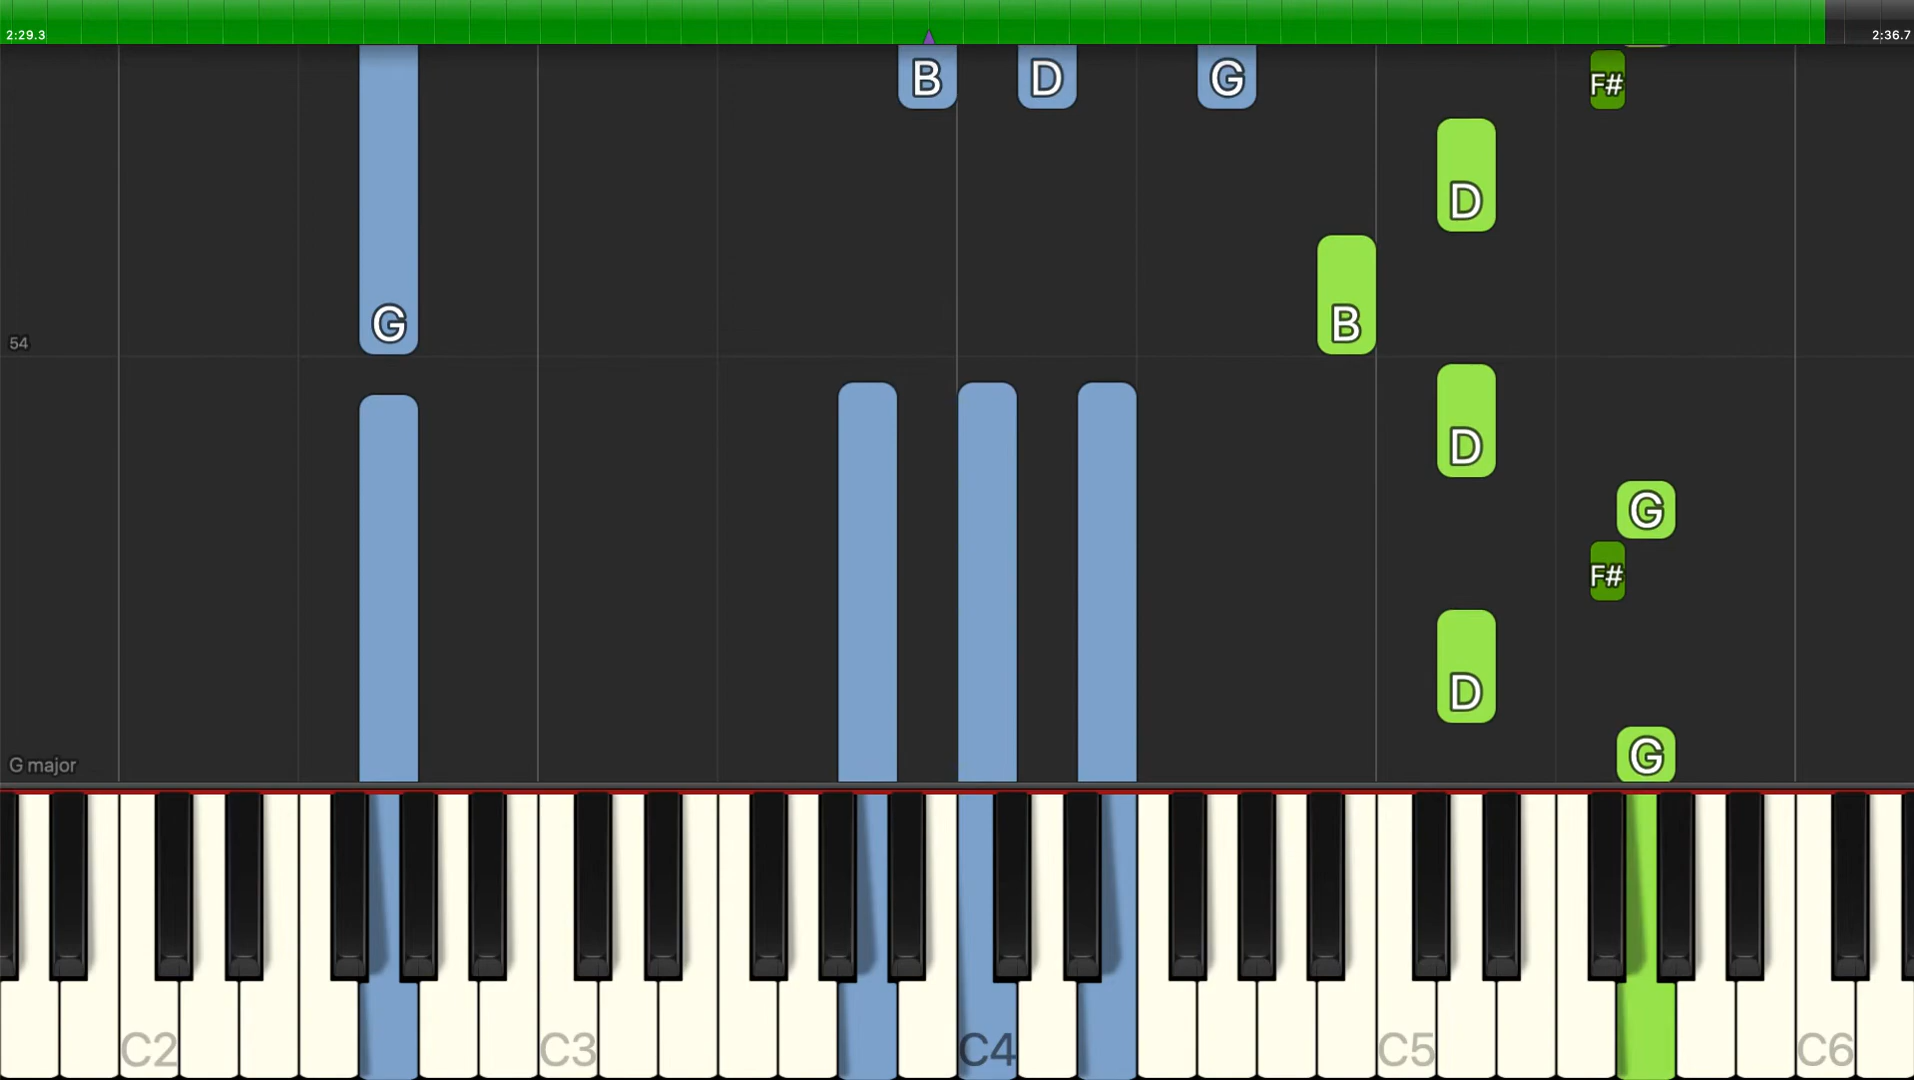 2:29.3 2:36.7
B D G F#
D
G B
54
D
G
F#
D
G major G
C2 C3 C4 C5 C6